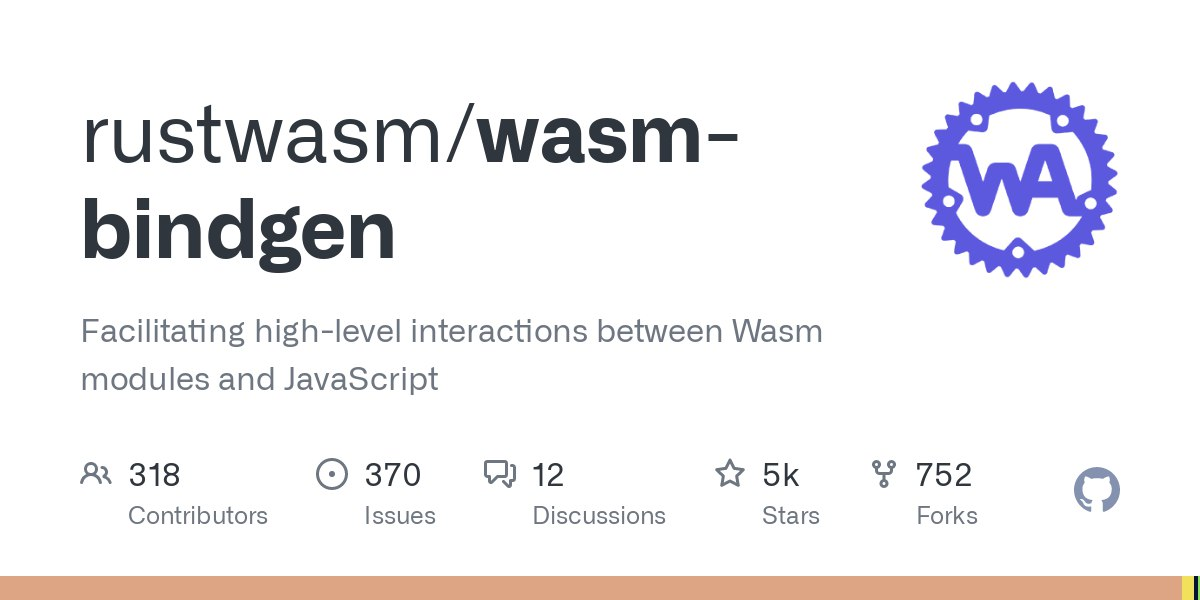 rustwasm/wasm-
bindgen
WA
Facilitating high-level interactions between Wasm
modules and JavaScript
318 370 12 5k 752
Contributors Issues Discussions Stars Forks